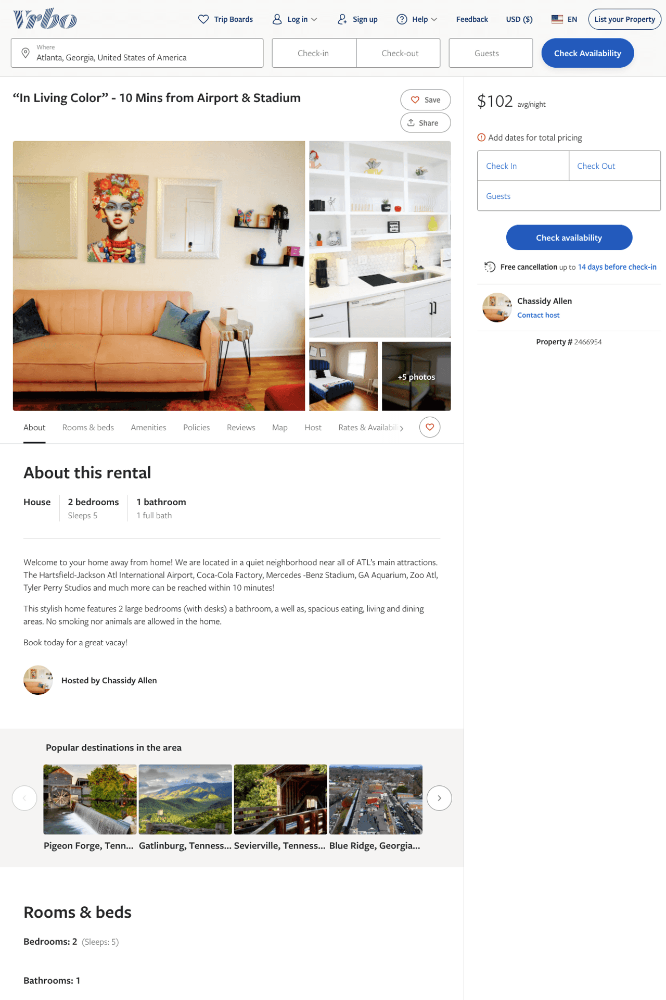 Vrbo
Trip Boards
Log in
Sign up
Help
Feedback
USD ($)
EN
List your Property
Where
Atlanta, Georgia, United States of America
Check-in
Check-out
Guests
Check Availability
“In Living Color” - 10 Mins from Airport & Stadium
Save
Share
$102 avg/night
Add dates for total pricing
Check In
Check Out
Guests
Check availability
Free cancellation up to 14 days before check-in
Chassidy Allen
Contact host
Property # 2466954
+5 photos
About
Rooms & beds
Amenities
Policies
Reviews
Map
Host
Rates & Availabili
About this rental
House
2 bedrooms
Sleeps 5
1 bathroom
1 full bath
Welcome to your home away from home! We are located in a quiet neighborhood near all of ATL’s main attractions.
The Hartsfield-Jackson Atl International Airport, Coca-Cola Factory, Mercedes -Benz Stadium, GA Aquarium, Zoo Atl,
Tyler Perry Studios and much more can be reached within 10 minutes!
This stylish home features 2 large bedrooms (with desks) a bathroom, a well as, spacious eating, living and dining
areas. No smoking nor animals are allowed in the home.
Book today for a great vacay!
Hosted by Chassidy Allen
Popular destinations in the area
Pigeon Forge, Tenn...
Gatlinburg, Tenness...
Sevierville, Tenness...
Blue Ridge, Georgia...
Rooms & beds
Bedrooms: 2 (Sleeps: 5)
Bathrooms: 1